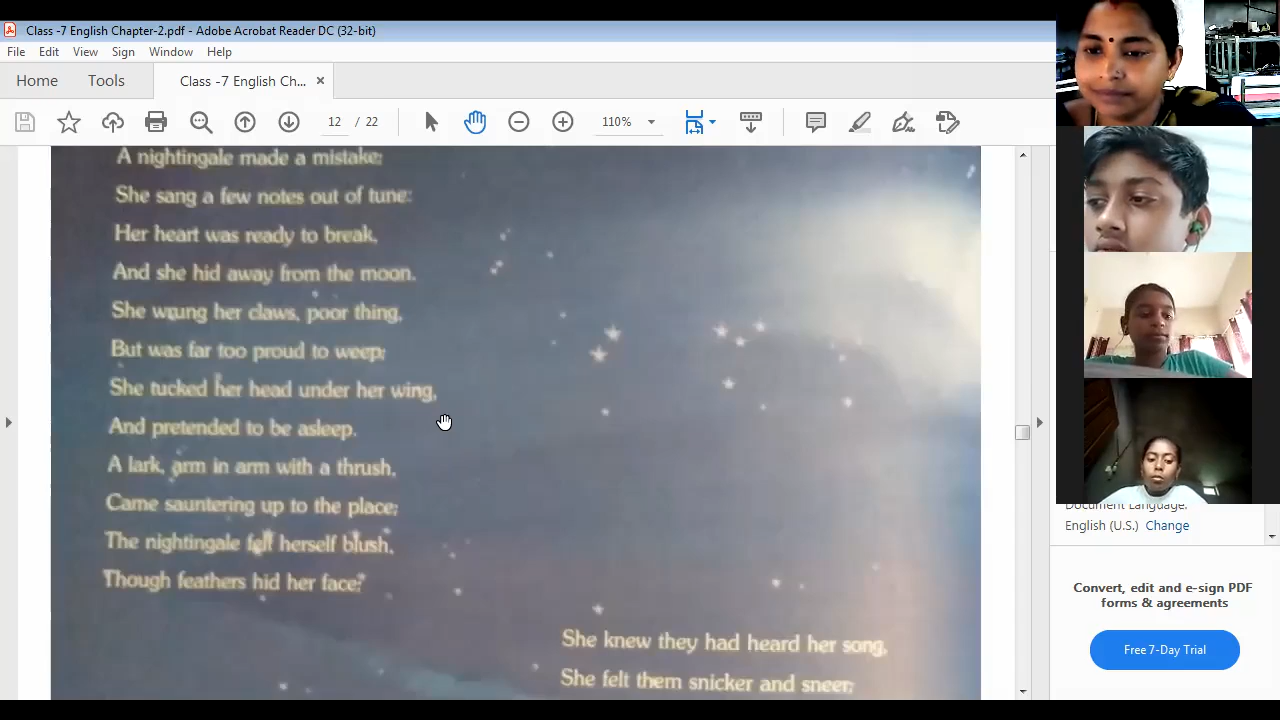 Class -7 English Chapter-2.pdf - Adobe Acrobat Reader DC (32-bit)
File Edit View Sign Window Help
Home Tools Class -7 English Ch... ×
12 / 22 110%
A nightingale made a mistake;
She sang a few notes out of tune:
Her heart was ready to break,
And she hid away from the moon.
She wrung her claws, poor thing,
But was far too proud to weep;
She tucked her head under her wing,
And pretended to be asleep.
A lark, arm in arm with a thrush,
Came sauntering up to the place;
The nightingale felt herself blush,
Though feathers hid her face;
She knew they had heard her song,
She felt them snicker and sneer;
Document Language:
English (U.S.) Change
Convert, edit and e-sign PDF
forms & agreements
Free 7-Day Trial